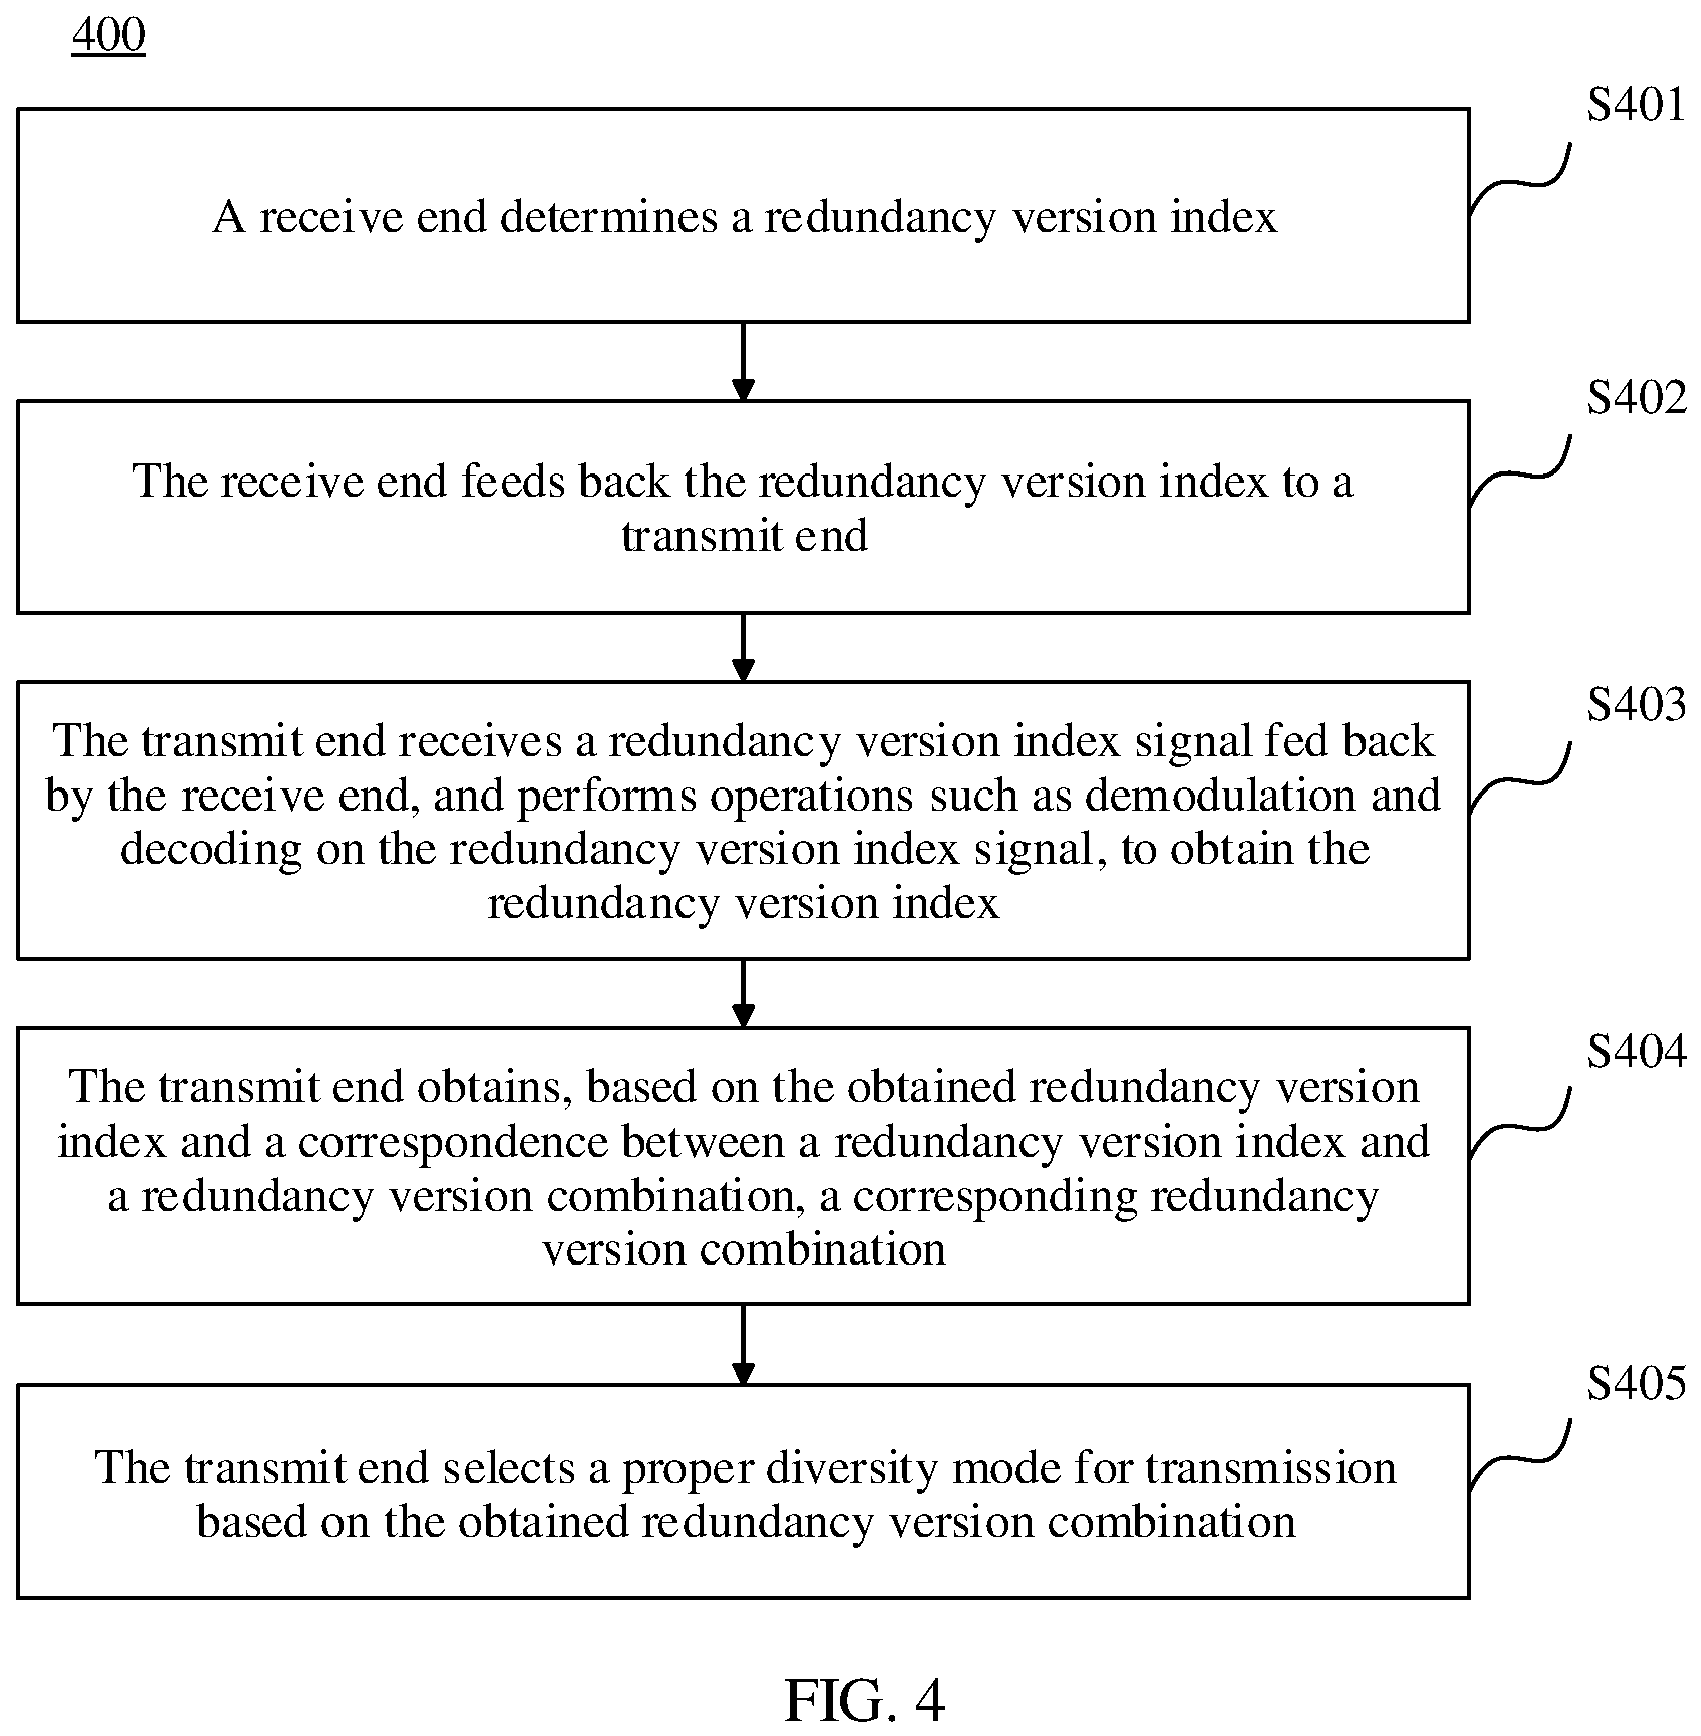 400
S401
A receive end determines a redundancy version index
S402
The receive end feeds back the redundancy version index to a
transmit end
S403
The transmit end receives a redundancy version index signal fed back
by the receive end, and performs operations such as demodulation and
decoding on the redundancy version index signal, to obtain the
redundancy version index
S404
The transmit end obtains, based on the obtained redundancy version
index and a correspondence between a redundancy version index and
a redundancy version combination, a corresponding redundancy
version combination
S405
The transmit end selects a proper diversity mode for transmission
based on the obtained redundancy version combination
FIG. 4